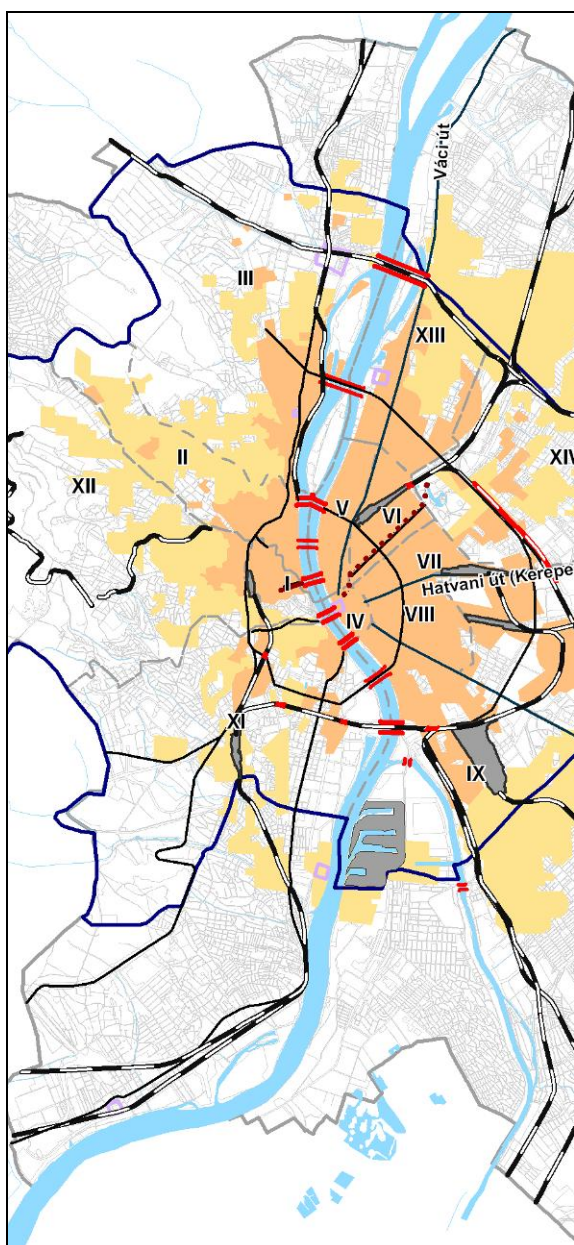 Váci út
III
XIII
II
XIV
XII
V
VI
VII
I
Hatvani út (Kerepe
VIII
IV
XI
IX